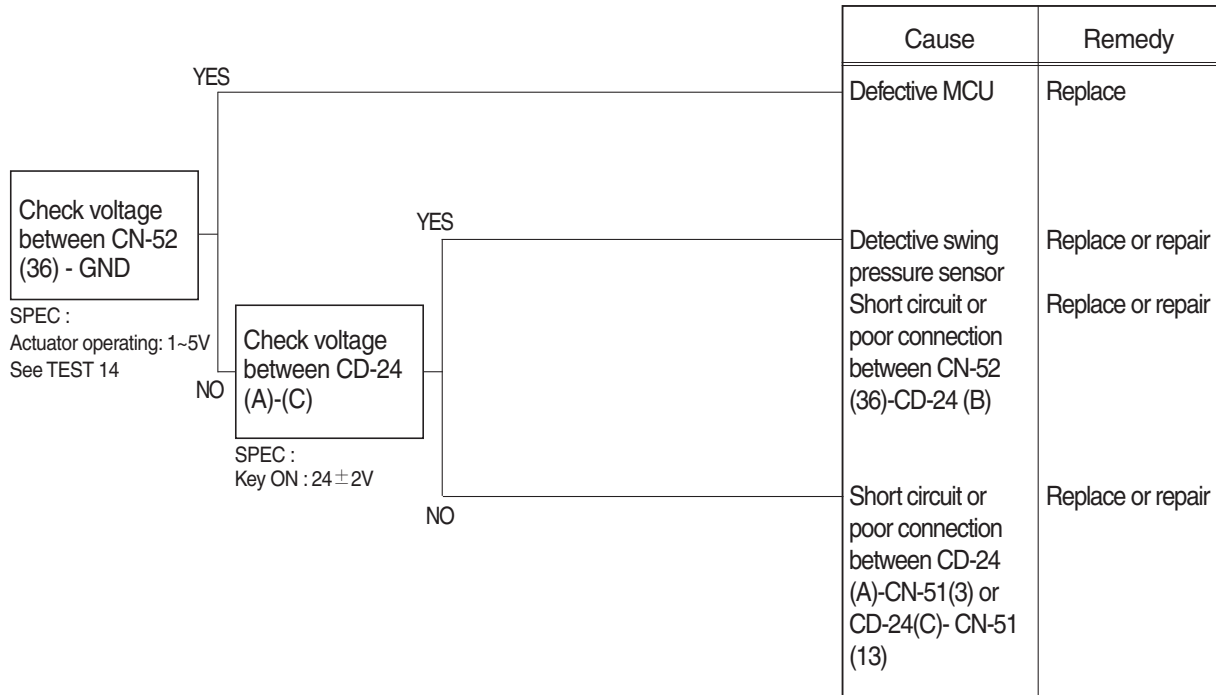 Cause
Remedy
YES
Defective MCU
Replace
Check voltage
between CN-52
(36) - GND
SPEC :
Actuator operating: 1~5V
See TEST 14
NO
YES
Detective swing
pressure sensor
Replace or repair
Short circuit or
poor connection
between CN-52
(36)-CD-24 (B)
Replace or repair
Check voltage
between CD-24
(A)-(C)
SPEC :
Key ON : 24±2V
NO
Short circuit or
poor connection
between CD-24
(A)-CN-51(3) or
CD-24(C)- CN-51
(13)
Replace or repair